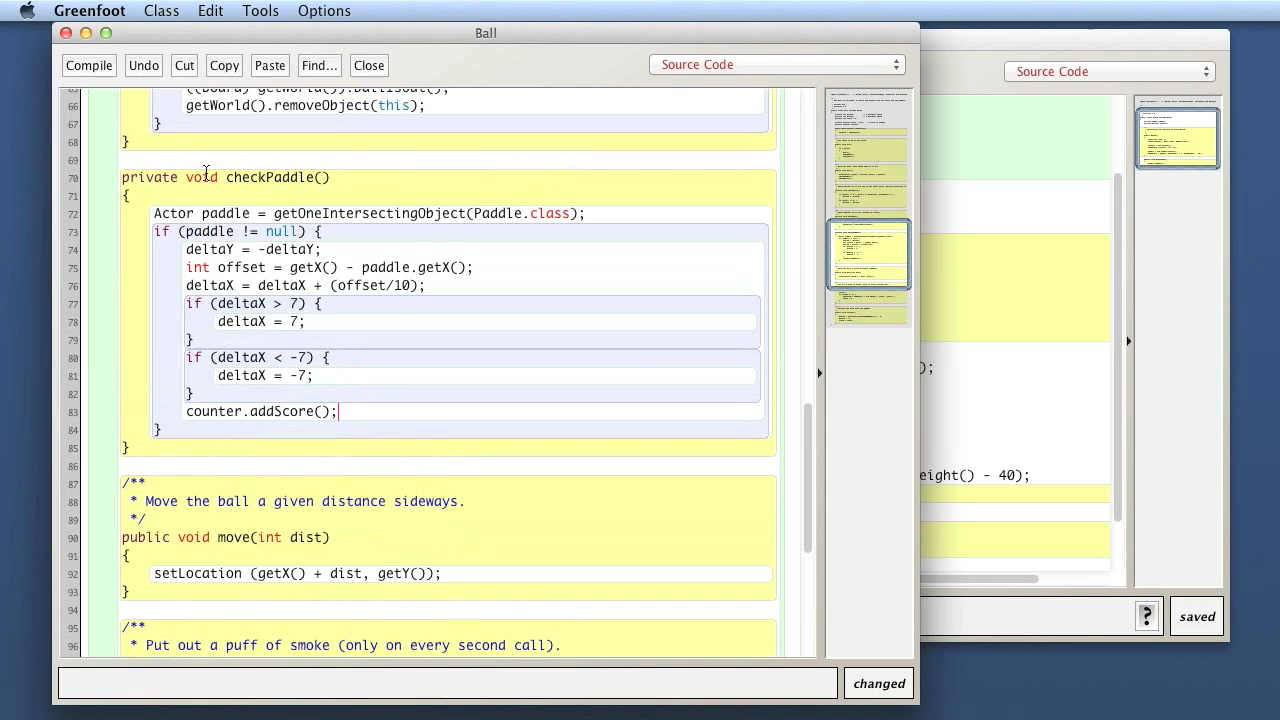 Greenfoot Class Edit Tools Options
Ball
Compile Undo Cut Copy Paste Find... Close Source Code
Source Code
65 ((Board) getWorld()).ballIsOut();
66 getWorld().removeObject(this);
67 }
68 }
69
70 private void checkPaddle()
71 {
72 Actor paddle = getOneIntersectingObject(Paddle.class);
73 if (paddle != null) {
74 deltaY = -deltaY;
75 int offset = getX() - paddle.getX();
76 deltaX = deltaX + (offset/10);
77 if (deltaX > 7) {
78 deltaX = 7;
79 }
80 if (deltaX < -7) {
81 deltaX = -7;
82 }
83 counter.addScore();
84 }
85 }
86
87 /**
88 * Move the ball a given distance sideways.
89 */
90 public void move(int dist)
91 {
92 setLocation (getX() + dist, getY());
93 }
94
95 /**
96 * Put out a puff of smoke (only on every second call).
);
eight() - 40);
changed
? saved